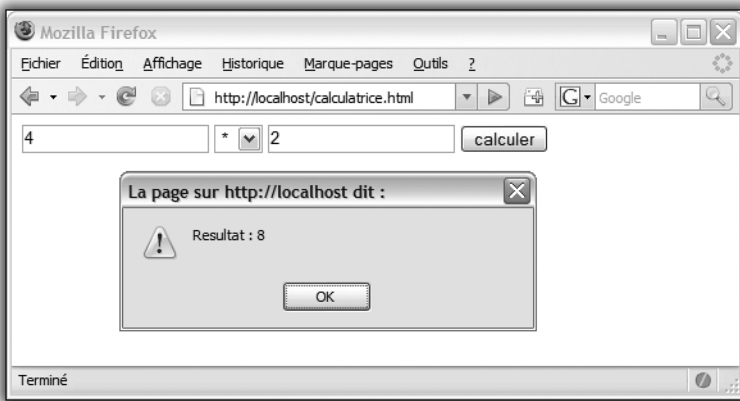 Mozilla Firefox
Fichier Édition Affichage Historique Marque-pages Outils ?
http://localhost/calculatrice.html G Google
4 * 2 calculer
La page sur http://localhost dit :
Resultat : 8
OK
Terminé